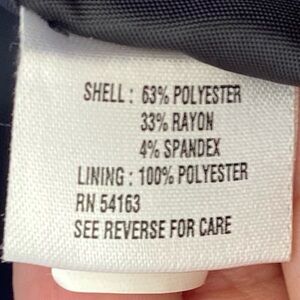 SHELL: 63% POLYESTER
33% RAYON
4% SPANDEX
LINING: 100% POLYESTER
RN 54163
SEE REVERSE FOR CARE